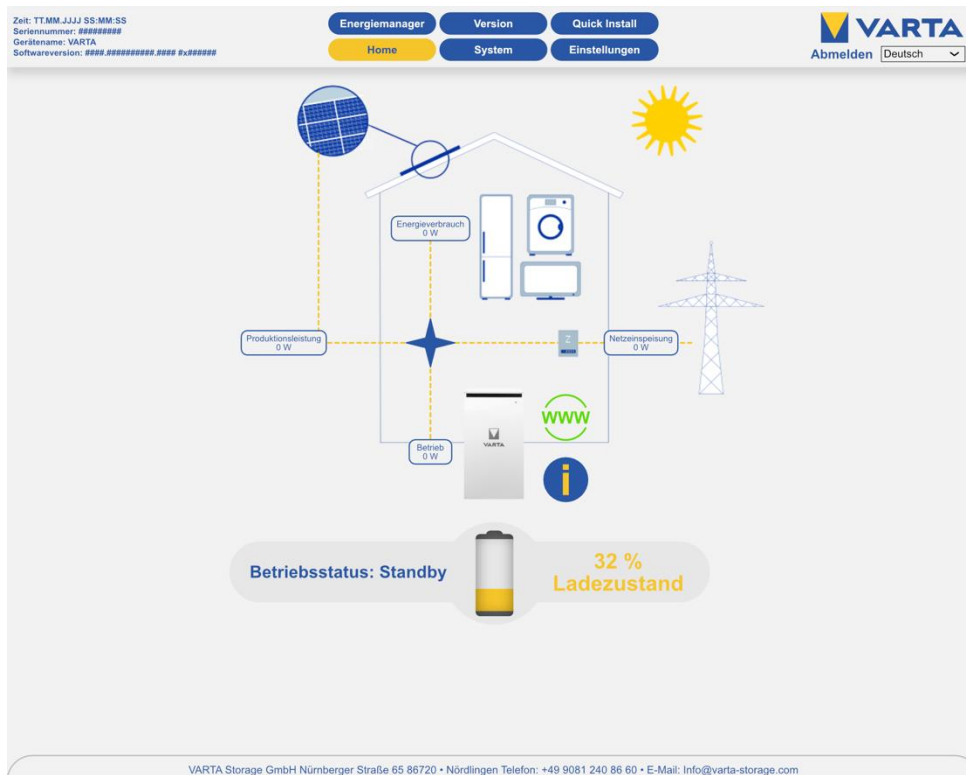 Zeit: TT.MM.JJJJ SS:MM:SS
Seriennummer: #########
Gerätename: VARTA
Softwareversion: ####.##########.#### #x######
Energiemanager
Version
Quick Install
Home
System
Einstellungen
VARTA
Abmelden Deutsch
Energieverbrauch
0 W
Produktionsleistung
0 W
Z
Netzeinspeisung
0 W
WWW
VARTA
Betrieb
0 W
i
Betriebsstatus: Standby
32 %
Ladezustand
VARTA Storage GmbH Nürnberger Straße 65 86720 • Nördlingen Telefon: +49 9081 240 86 60 • E-Mail: Info@varta-storage.com